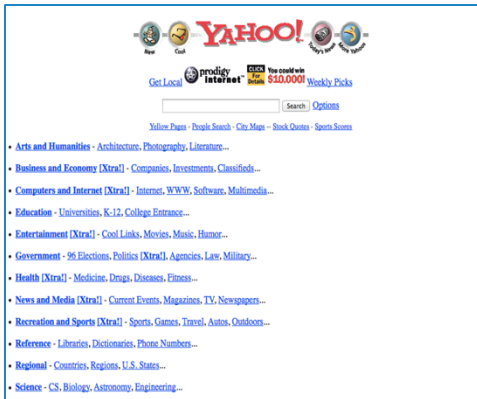 New Cool YAHOO! Today's News More Yahoos
Get Local prodigy internet™ CLICK For Details You could win $10,000! Weekly Picks
Search Options
Yellow Pages - People Search - City Maps -- Stock Quotes - Sports Scores
• Arts and Humanities - Architecture, Photography, Literature...
• Business and Economy [Xtra!] - Companies, Investments, Classifieds...
• Computers and Internet [Xtra!] - Internet, WWW, Software, Multimedia...
• Education - Universities, K-12, College Entrance...
• Entertainment [Xtra!] - Cool Links, Movies, Music, Humor...
• Government - 96 Elections, Politics [Xtra!], Agencies, Law, Military...
• Health [Xtra!] - Medicine, Drugs, Diseases, Fitness...
• News and Media [Xtra!] - Current Events, Magazines, TV, Newspapers...
• Recreation and Sports [Xtra!] - Sports, Games, Travel, Autos, Outdoors...
• Reference - Libraries, Dictionaries, Phone Numbers...
• Regional - Countries, Regions, U.S. States...
• Science - CS, Biology, Astronomy, Engineering...